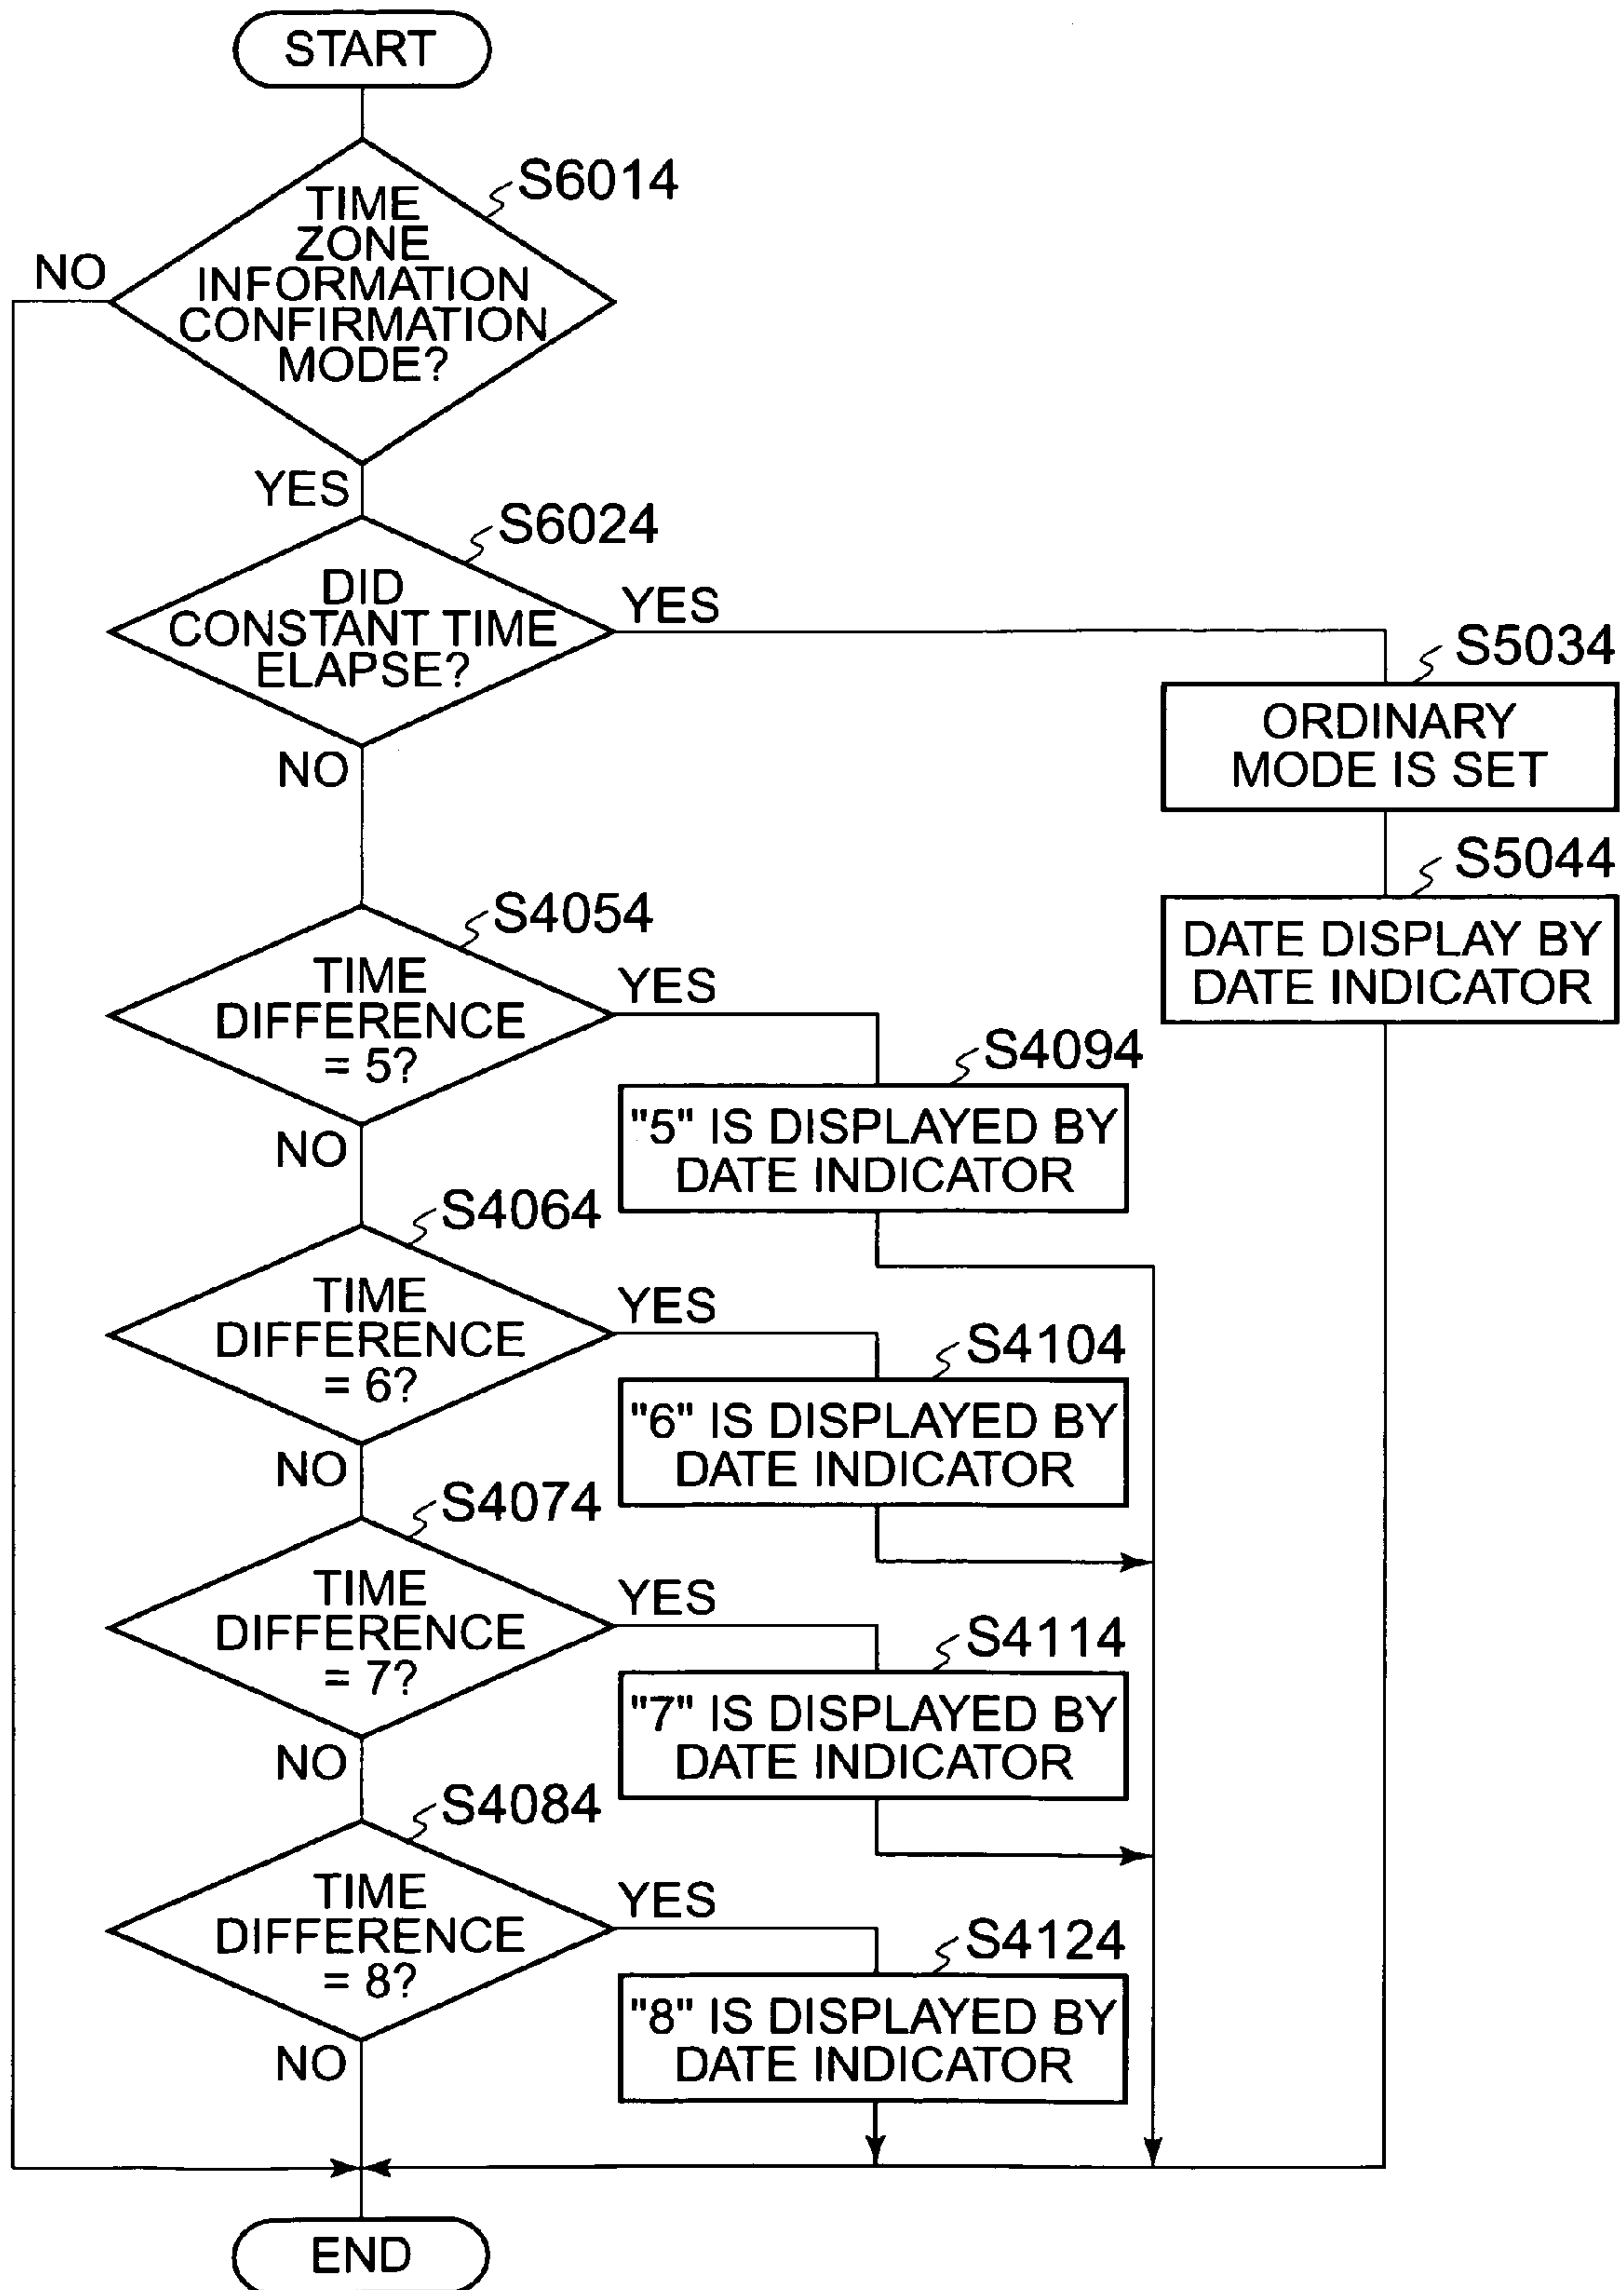 START
S6014
TIME
ZONE
INFORMATION
CONFIRMATION
MODE?
NO
YES
S6024
DID
CONSTANT TIME
ELAPSE?
YES
NO
S5034
ORDINARY
MODE IS SET
S5044
DATE DISPLAY BY
DATE INDICATOR
S4054
TIME
DIFFERENCE
= 5?
YES
NO
S4094
"5" IS DISPLAYED BY
DATE INDICATOR
S4064
TIME
DIFFERENCE
= 6?
YES
NO
S4104
"6" IS DISPLAYED BY
DATE INDICATOR
S4074
TIME
DIFFERENCE
= 7?
YES
NO
S4114
"7" IS DISPLAYED BY
DATE INDICATOR
S4084
TIME
DIFFERENCE
= 8?
YES
NO
S4124
"8" IS DISPLAYED BY
DATE INDICATOR
END